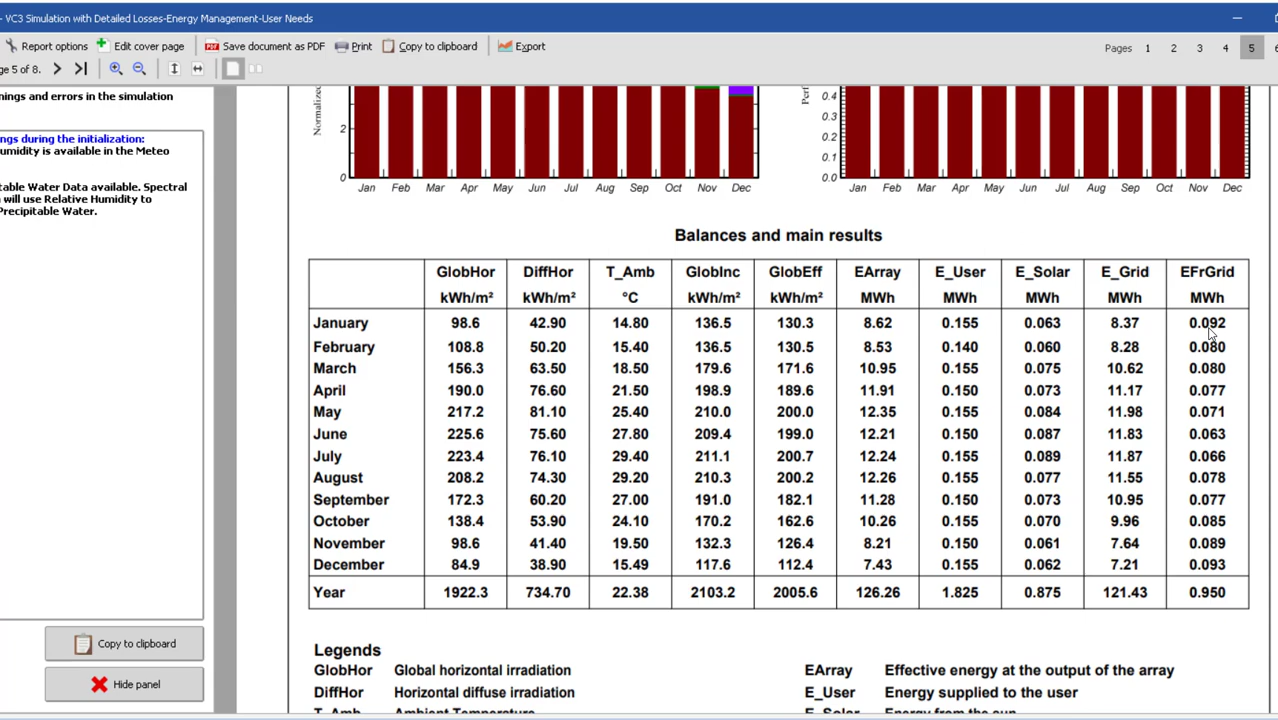 - VC3 Simulation with Detailed Losses-Energy Management-User Needs
Report options Edit cover page Save document as PDF Print Copy to clipboard Export Pages 1 2 3 4 5 6
ge 5 of 8.
nings and errors in the simulation
ngs during the initialization:
umidity is available in the Meteo
table Water Data available. Spectral
will use Relative Humidity to
Precipitable Water.
Normalized
2
0
Jan Feb Mar Apr May Jun Jul Aug Sep Oct Nov Dec
Perf
0.4
0.3
0.2
0.1
0.0
Jan Feb Mar Apr May Jun Jul Aug Sep Oct Nov Dec
Balances and main results
GlobHor DiffHor T_Amb GlobInc GlobEff EArray E_User E_Solar E_Grid EFrGrid
kWh/m² kWh/m² °C kWh/m² kWh/m² MWh MWh MWh MWh MWh
January 98.6 42.90 14.80 136.5 130.3 8.62 0.155 0.063 8.37 0.092
February 108.8 50.20 15.40 136.5 130.5 8.53 0.140 0.060 8.28 0.080
March 156.3 63.50 18.50 179.6 171.6 10.95 0.155 0.075 10.62 0.080
April 190.0 76.60 21.50 198.9 189.6 11.91 0.150 0.073 11.17 0.077
May 217.2 81.10 25.40 210.0 200.0 12.35 0.155 0.084 11.98 0.071
June 225.6 75.60 27.80 209.4 199.0 12.21 0.150 0.087 11.83 0.063
July 223.4 76.10 29.40 211.1 200.7 12.24 0.155 0.089 11.87 0.066
August 208.2 74.30 29.20 210.3 200.2 12.26 0.155 0.077 11.55 0.078
September 172.3 60.20 27.00 191.0 182.1 11.28 0.150 0.073 10.95 0.077
October 138.4 53.90 24.10 170.2 162.6 10.26 0.155 0.070 9.96 0.085
November 98.6 41.40 19.50 132.3 126.4 8.21 0.150 0.061 7.64 0.089
December 84.9 38.90 15.49 117.6 112.4 7.43 0.155 0.062 7.21 0.093
Year 1922.3 734.70 22.38 2103.2 2005.6 126.26 1.825 0.875 121.43 0.950
Copy to clipboard
Hide panel
Legends
GlobHor Global horizontal irradiation EArray Effective energy at the output of the array
DiffHor Horizontal diffuse irradiation E_User Energy supplied to the user
T_Amb Ambient Temperature E_Solar Energy from the sun